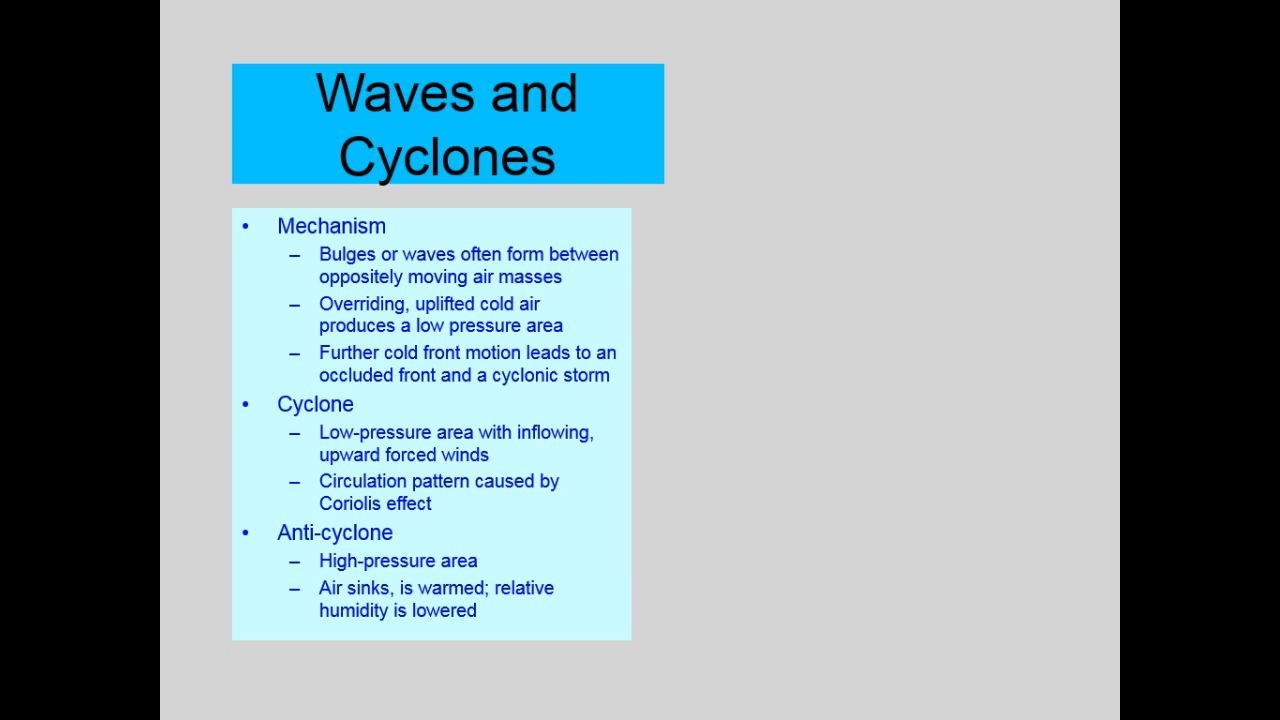 Waves and
Cyclones
• Mechanism
– Bulges or waves often form between
oppositely moving air masses
– Overriding, uplifted cold air
produces a low pressure area
– Further cold front motion leads to an
occluded front and a cyclonic storm
• Cyclone
– Low-pressure area with inflowing,
upward forced winds
– Circulation pattern caused by
Coriolis effect
• Anti-cyclone
– High-pressure area
– Air sinks, is warmed; relative
humidity is lowered